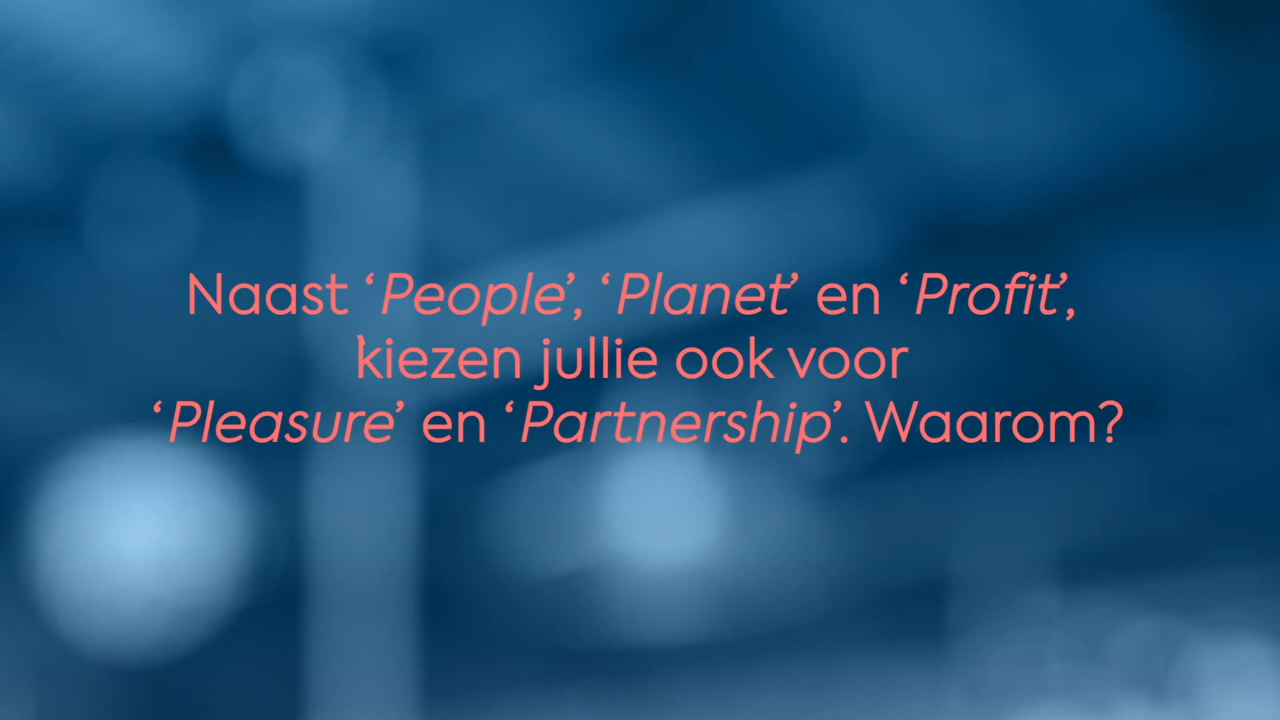 Naast ‘People’, ‘Planet’ en ‘Profit’,
kiezen jullie ook voor
‘Pleasure’ en ‘Partnership’. Waarom?